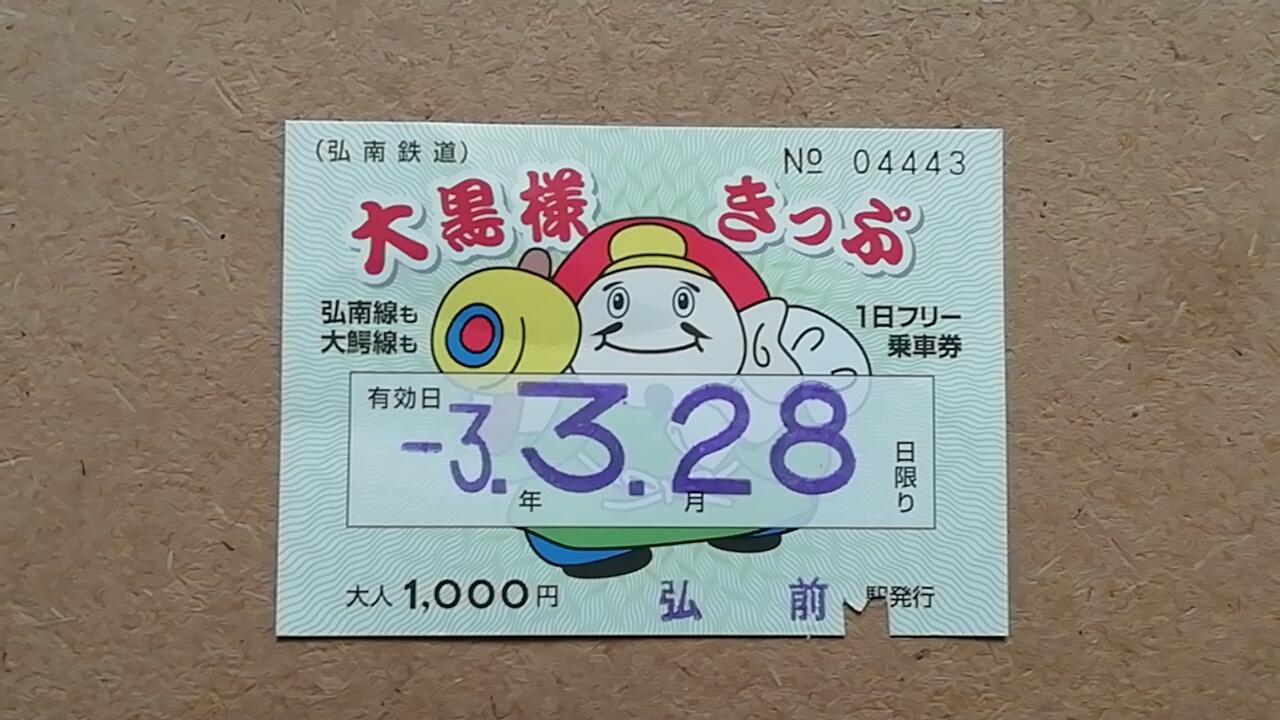 (弘南鉄道)
№ 04443
大黒様 きっぷ
弘南線も
大鰐線も
1日フリー
乗車券
有効日
-3.3.28
年 月
日限り
大人1,000円
弘前駅発行